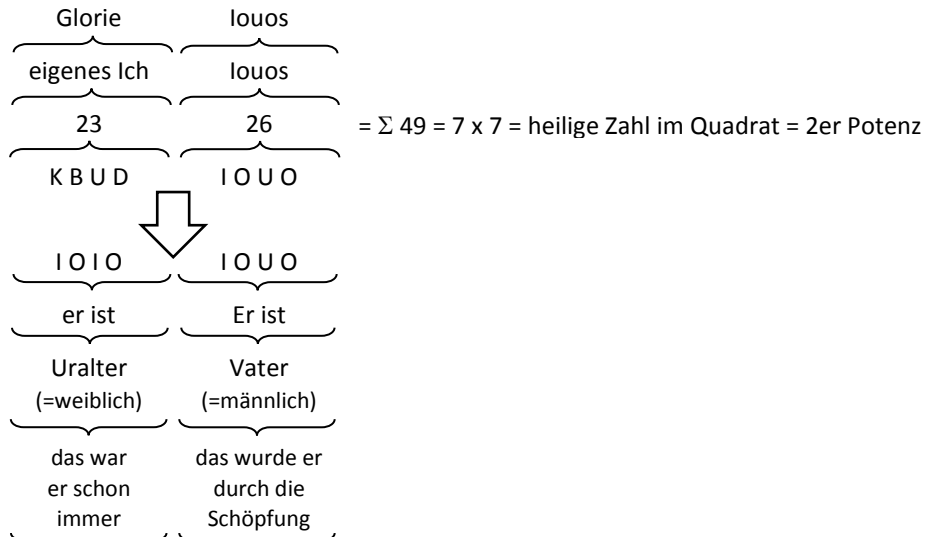 Glorie Iouos
eigenes Ich Iouos
23 26 = Σ 49 = 7 x 7 = heilige Zahl im Quadrat = 2er Potenz
K B U D I O U O
I O I O I O U O
er ist Er ist
Uralter Vater
(=weiblich) (=männlich)
das war das wurde er
er schon durch die
immer Schöpfung